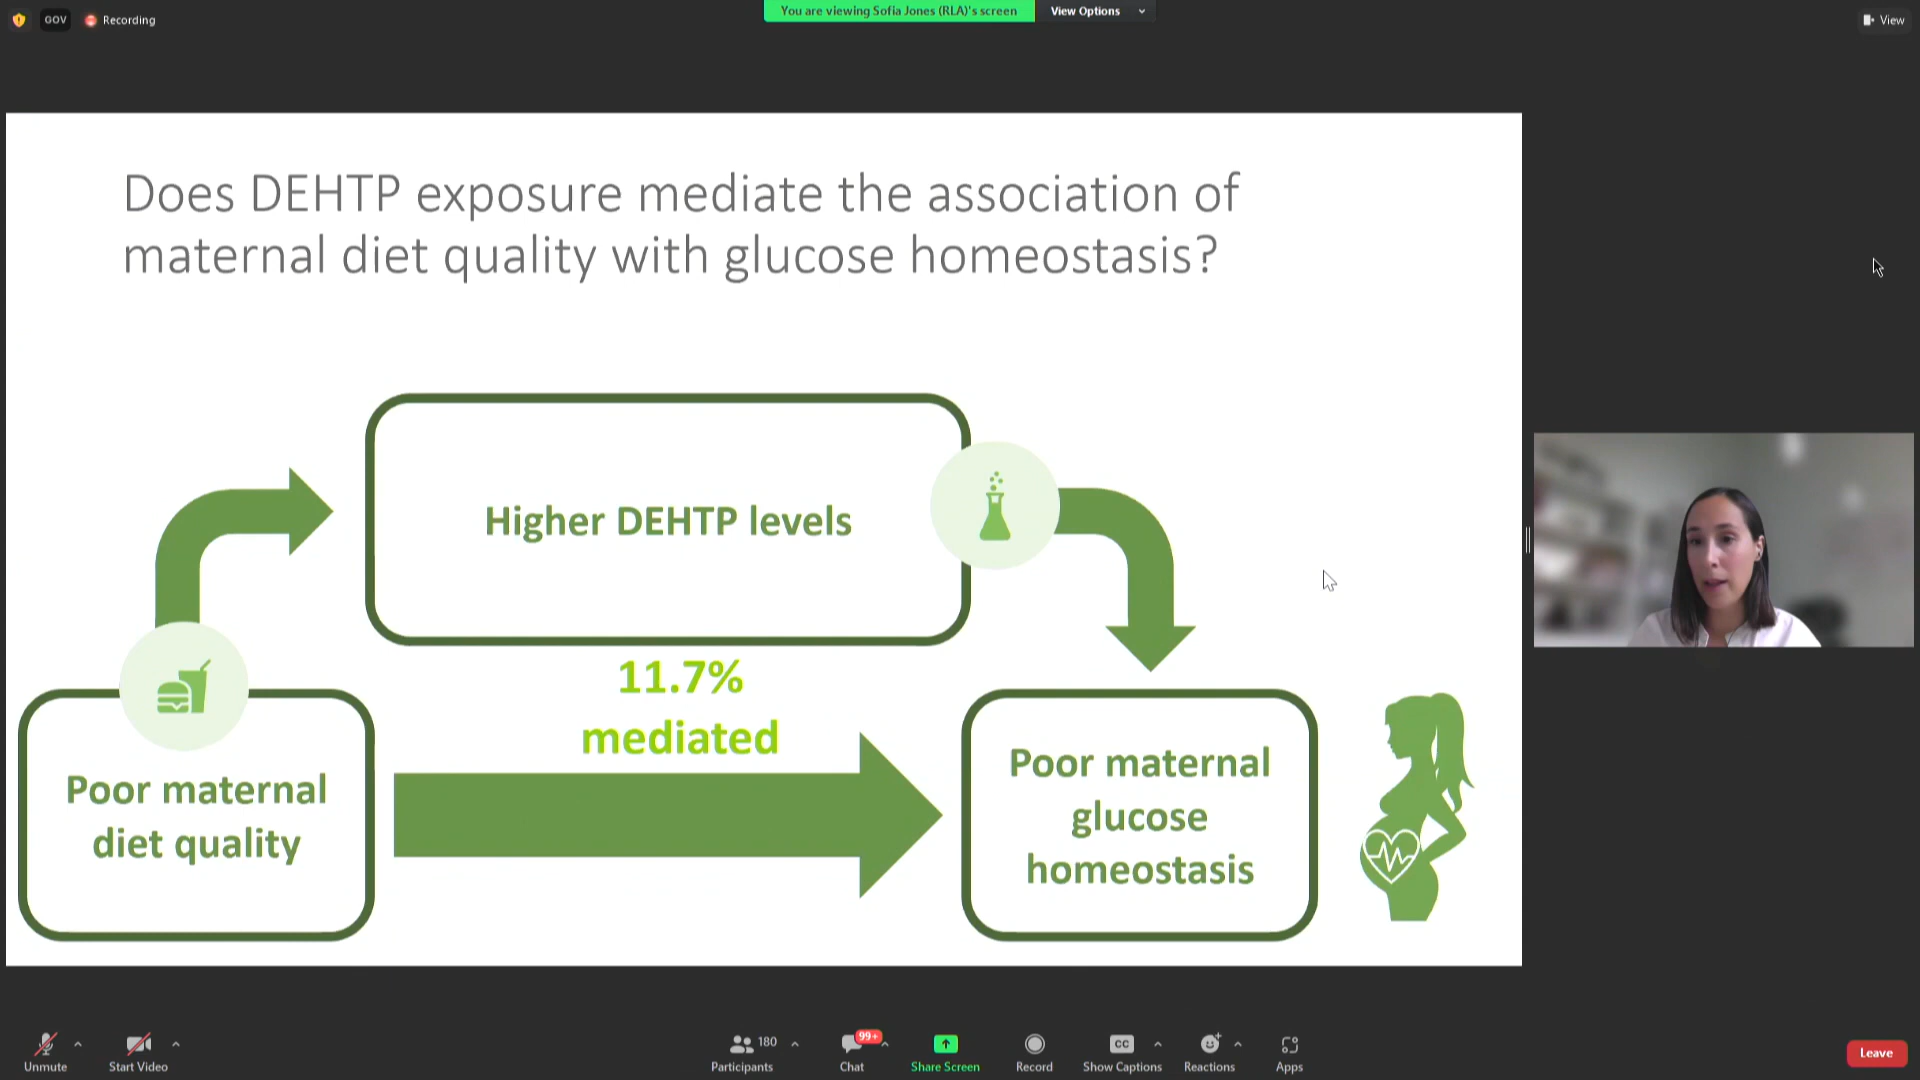 GOV
Recording
You are viewing Sofia Jones (RLA)'s screen
View Options
View
Does DEHTP exposure mediate the association of
maternal diet quality with glucose homeostasis?
Higher DEHTP levels
11.7%
mediated
Poor maternal
diet quality
Poor maternal
glucose
homeostasis
Unmute
Start Video
180
Participants
99+
Chat
Share Screen
Record
CC
Show Captions
Reactions
Apps
Leave